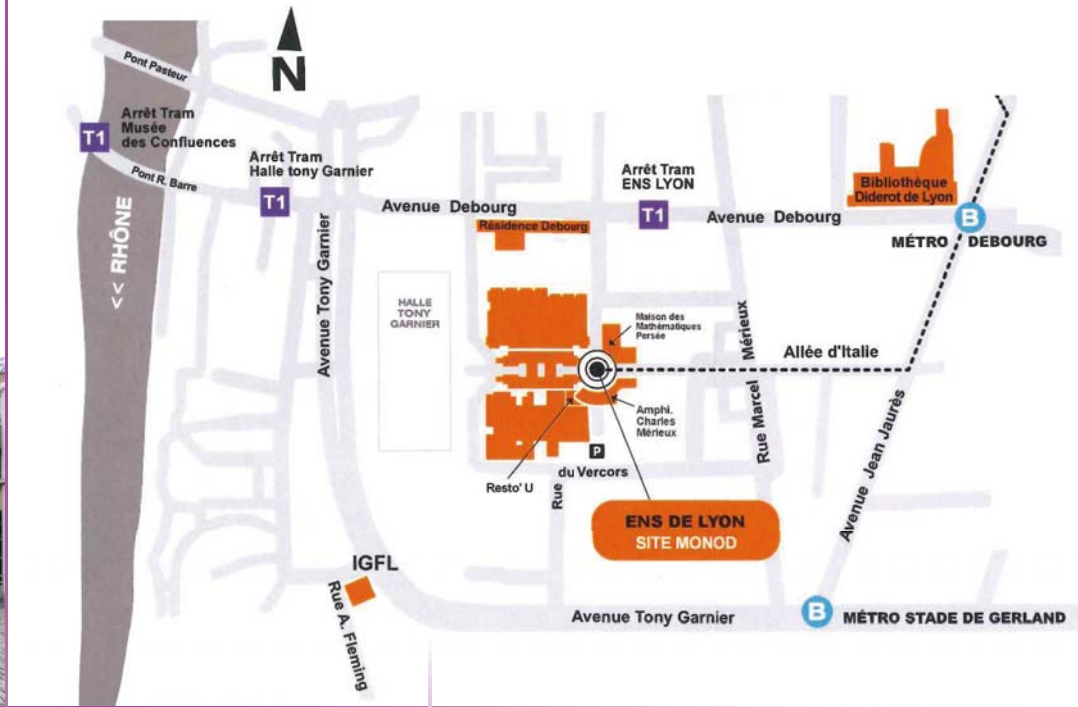 N
Pont Pasteur
T1
Arrêt Tram
Musée
des Confluences
Pont R. Barre
Arrêt Tram
Halle tony Garnier
T1
<< RHÔNE
Avenue Tony Garnier
Avenue Debourg
Résidence Debourg
Arrêt Tram
ENS LYON
T1
Avenue Debourg
Bibliothèque
Diderot de Lyon
B
MÉTRO DEBOURG
HALLE
TONY
GARNIER
Maison des
Mathématiques
Persée
Rue Marcel Mérieux
Allée d'Italie
Amphi.
Charles
Mérieux
Avenue Jean Jaurès
P
Resto' U
Rue du Vercors
ENS DE LYON
SITE MONOD
IGFL
Rue A. Fleming
Avenue Tony Garnier
B
MÉTRO STADE DE GERLAND